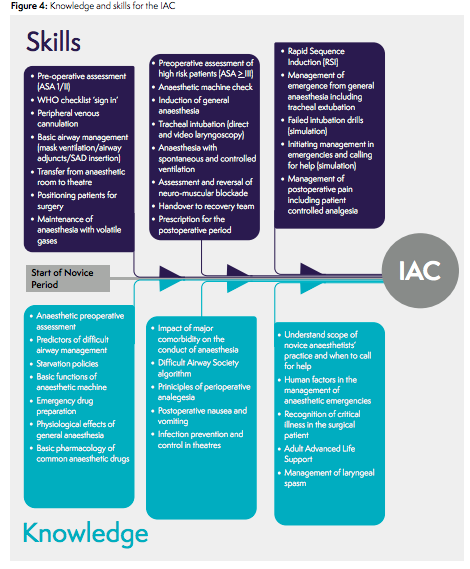 Figure 4: Knowledge and skills for the IAC
Skills
• Pre-operative assessment
(ASA 1/II)
• WHO checklist 'sign in'
• Peripheral venous
cannulation
• Basic airway management
(mask ventilation/airway
adjuncts/SAD insertion)
• Transfer from anaesthetic
room to theatre
• Positioning patients for
surgery
• Maintenance of
anaesthesia with volatile
gases
• Preoperative assessment of
high risk patients (ASA ≥III)
• Anaesthetic machine check
• Induction of general
anaesthesia
• Tracheal intubation (direct
and video laryngoscopy)
• Anaesthesia with
spontaneous and controlled
ventilation
• Assessment and reversal of
neuro-muscular blockade
• Handover to recovery team
• Prescription for the
postoperative period
• Rapid Sequence
Induction (RSI)
• Management of
emergence from general
anaesthesia including
tracheal extubation
• Failed intubation drills
(simulation)
• Initiating management in
emergencies and calling
for help (simulation)
• Management of
postoperative pain
including patient
controlled analgesia
Start of Novice
Period
IAC
• Anaesthetic preoperative
assessment
• Predictors of difficult
airway management
• Starvation policies
• Basic functions of
anaesthetic machine
• Emergency drug
preparation
• Physiological effects of
general anaesthesia
• Basic pharmacology of
common anaesthetic drugs
• Impact of major
comorbidity on the
conduct of anaesthesia
• Difficult Airway Society
algorithm
• Priniciples of perioperative
analegesia
• Postoperative nausea and
vomiting
• Infection prevention and
control in theatres
• Understand scope of
novice anaesthetists'
practice and when to call
for help
• Human factors in the
management of
anaesthetic emergencies
• Recognition of critical
illness in the surgical
patient
• Adult Advanced Life
Support
• Management of laryngeal
spasm
Knowledge